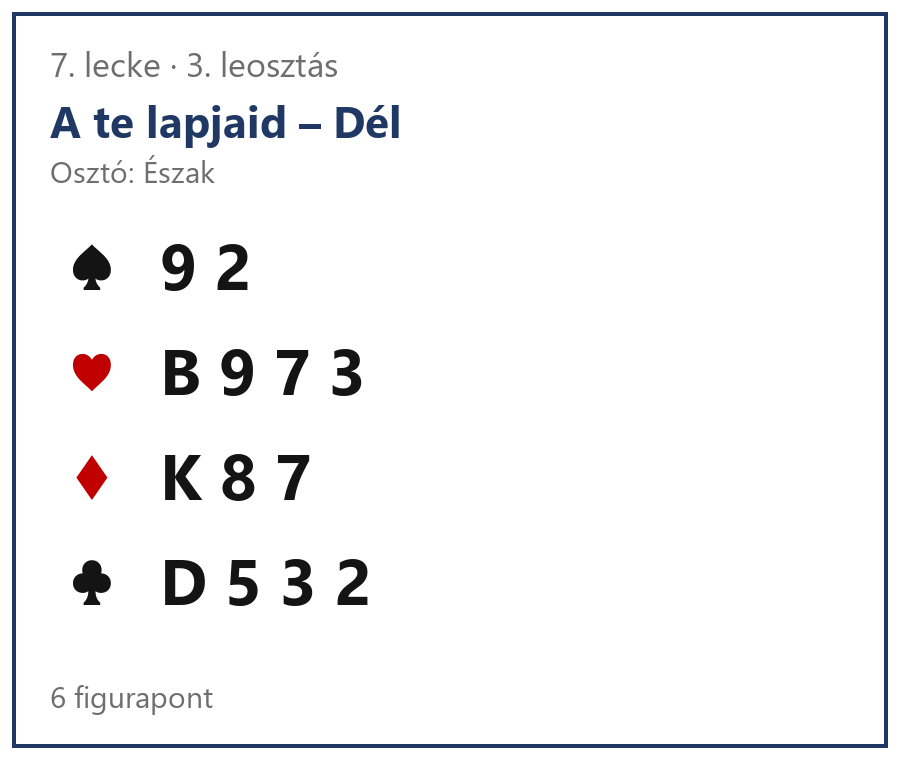 7. lecke · 3. leosztás
A te lapjaid – Dél
Osztó: Észak
♠ 9 2
♥ B 9 7 3
♦ K 8 7
♣ D 5 3 2
6 figurapont